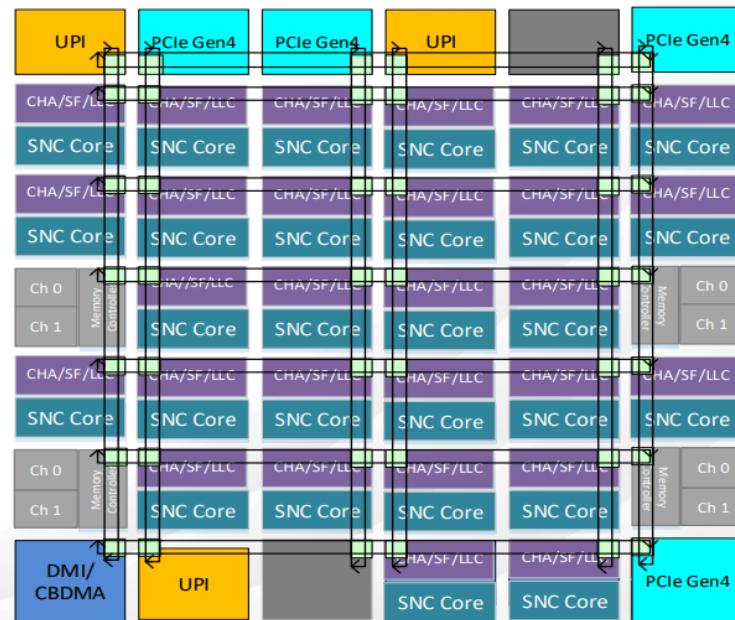 UPI PCIe Gen4 PCIe Gen4 UPI PCIe Gen4
CHA/SF/LLC CHA/SF/LLC CHA/SF/LLC CHA/SF/LLC CHA/SF/LLC CHA/SF/LLC
SNC Core SNC Core SNC Core SNC Core SNC Core SNC Core
CHA/SF/LLC CHA/SF/LLC CHA/SF/LLC CHA/SF/LLC CHA/SF/LLC CHA/SF/LLC
SNC Core SNC Core SNC Core SNC Core SNC Core SNC Core
Ch 0 Memory Controller CHA//SF/LLC CHA/SF/LLC CHA/SF/LLC CHA/SF/LLC Memory Controller Ch 0
Ch 1 SNC Core SNC Core SNC Core SNC Core Ch 1
CHA/SF/LLC CHA/SF/LLC CHA/SF/LLC CHA/SF/LLC CHA/SF/LLC CHA/SF/LLC
SNC Core SNC Core SNC Core SNC Core SNC Core SNC Core
Ch 0 Memory Controller CHA/SF/LLC CHA/SF/LLC CHA/SF/LLC CHA/SF/LLC Memory Controller Ch 0
Ch 1 SNC Core SNC Core SNC Core SNC Core Ch 1
DMI/
CBDMA UPI CHA/SF/LLC CHA/SF/LLC PCIe Gen4
SNC Core SNC Core